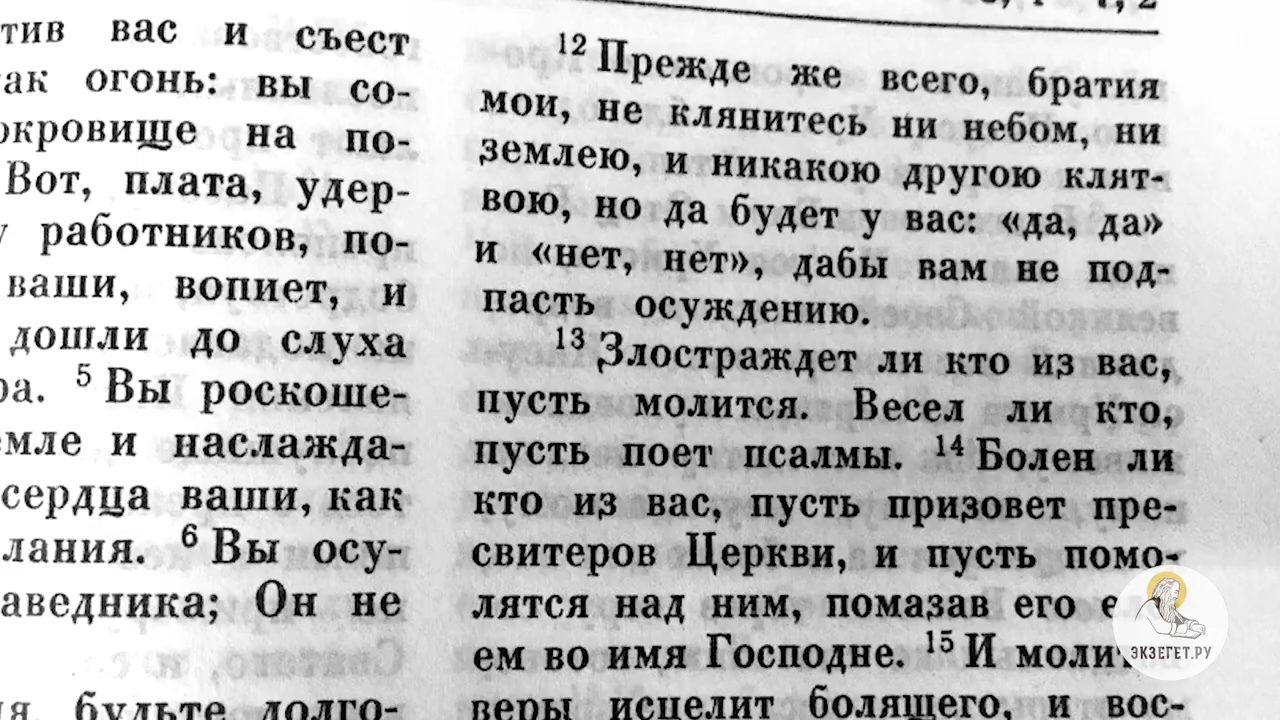 тив вас и съест
так огонь: вы со-
окровище на по-
Вот, плата, удер-
у работников, по-
ваши, вопиет, и
дошли до слуха
ра. 5 Вы роскоше-
емле и наслажда-
сердца ваши, как
лания. 6 Вы осу-
аведника; Он не
будьте долго-
12 Прежде же всего, братия
мои, не клянитесь ни небом, ни
землею, и никакою другою клят-
вою, но да будет у вас: «да, да»
и «нет, нет», дабы вам не под-
пасть осуждению.
13 Злостраждет ли кто из вас,
пусть молится. Весел ли кто,
пусть поет псалмы. 14 Болен ли
кто из вас, пусть призовет пре-
свитеров Церкви, и пусть помо-
лятся над ним, помазав его
ем во имя Господне. 15 И
веры исцелит болящего, и вос-
ЭКЗЕГЕТ.РУ